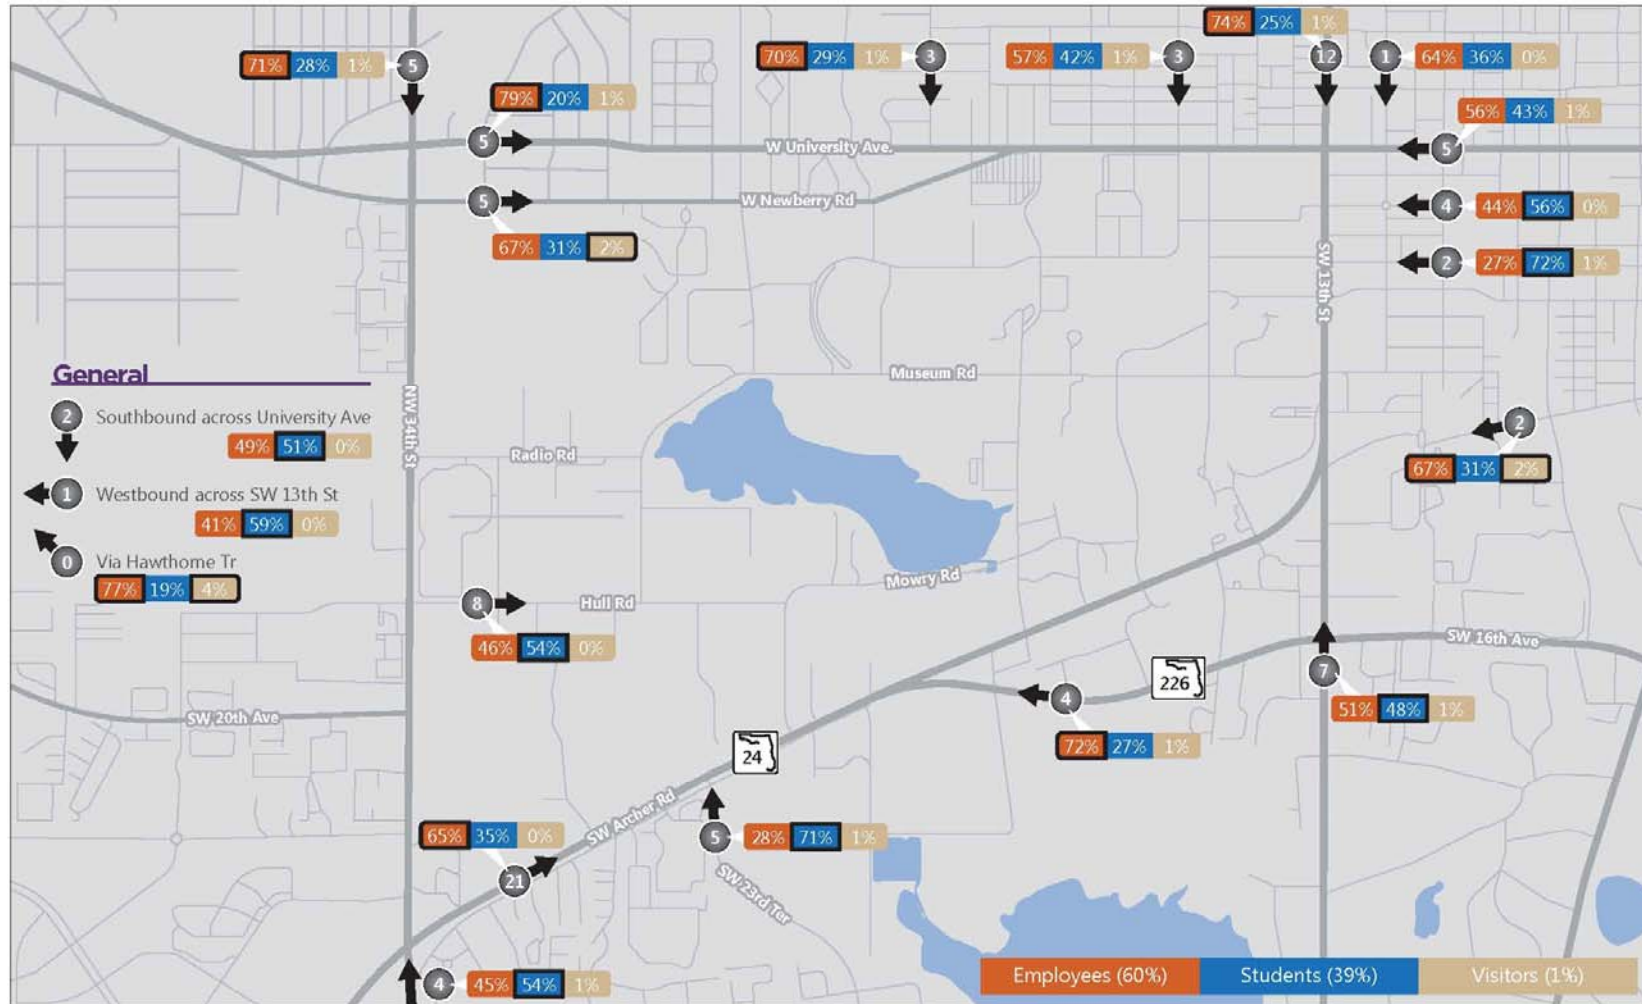 74% 25% 1%
12
71% 28% 1%
5
70% 29% 1%
3
57% 42% 1%
3
1
64% 36% 0%
79% 20% 1%
5
56% 43% 1%
5
W University Ave.
5
W Newberry Rd
67% 31% 2%
4
44% 56% 0%
2
27% 72% 1%
SW 13th St
General
2
Southbound across University Ave
49% 51% 0%
1
Westbound across SW 13th St
41% 59% 0%
0
Via Hawthorne Tr
77% 19% 4%
NW 34th St
Museum Rd
Radio Rd
2
67% 31% 2%
Mowry Rd
8
Hull Rd
46% 54% 0%
SW 16th Ave
226
7
51% 48% 1%
4
72% 27% 1%
SW 20th Ave
24
SW Archer Rd
65% 35% 0%
21
5
28% 71% 1%
SW 23rd Ter
4
45% 54% 1%
Employees (60%) Students (39%) Visitors (1%)